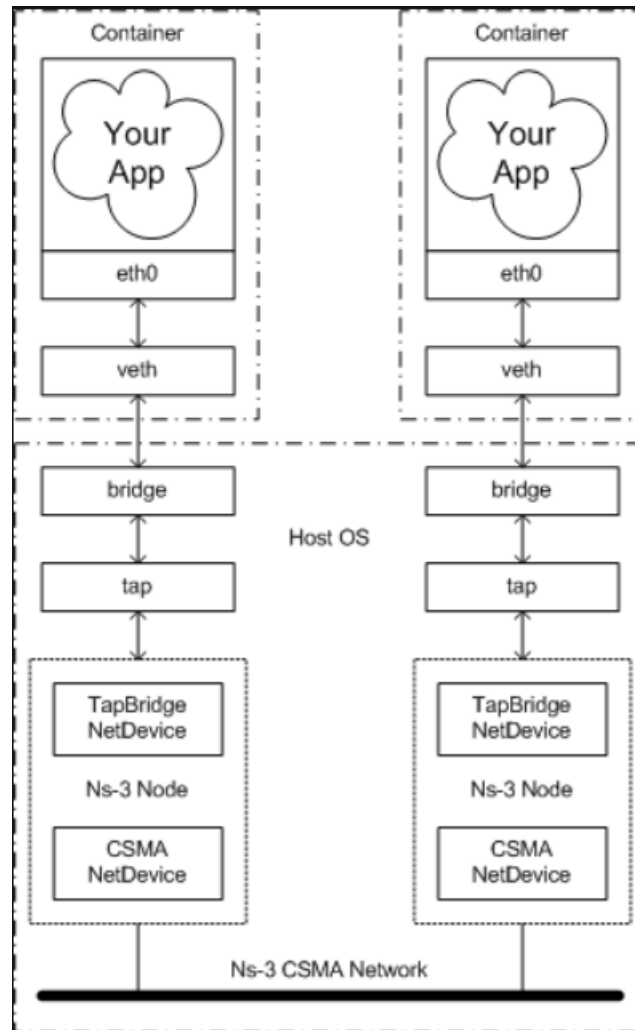 Container
Your
App
eth0
veth
Container
Your
App
eth0
veth
bridge
tap
Host OS
bridge
tap
TapBridge
NetDevice
Ns-3 Node
CSMA
NetDevice
TapBridge
NetDevice
Ns-3 Node
CSMA
NetDevice
Ns-3 CSMA Network